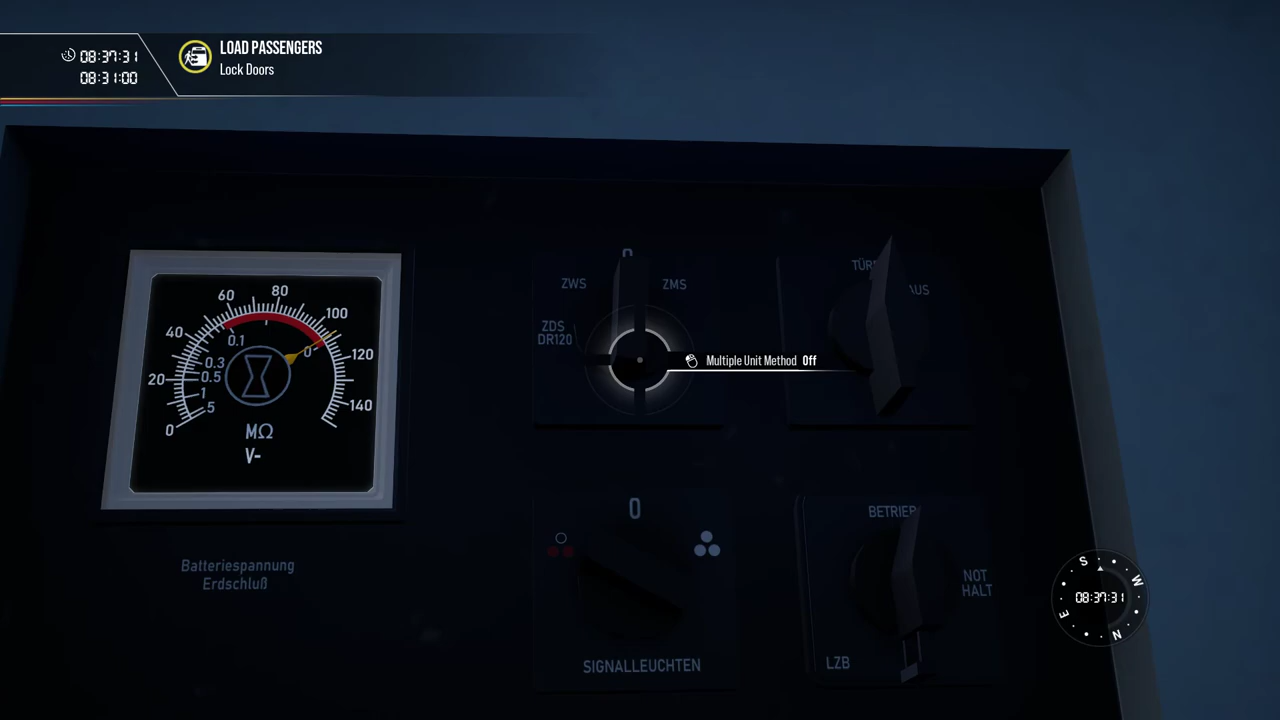 08:37:31
08:31:00
LOAD PASSENGERS
Lock Doors
0
ZWS
ZMS
ZDS
DR120
Multiple Unit Method Off
AUS
0
20
40
60
80
100
120
140
5
1
0.5
0.3
0.1
0
MΩ
V-
Batteriespannung
Erdschluß
0
SIGNALLEUCHTEN
BETRIEB
NOT
HALT
LZB
S
W
N
E
08:37:31